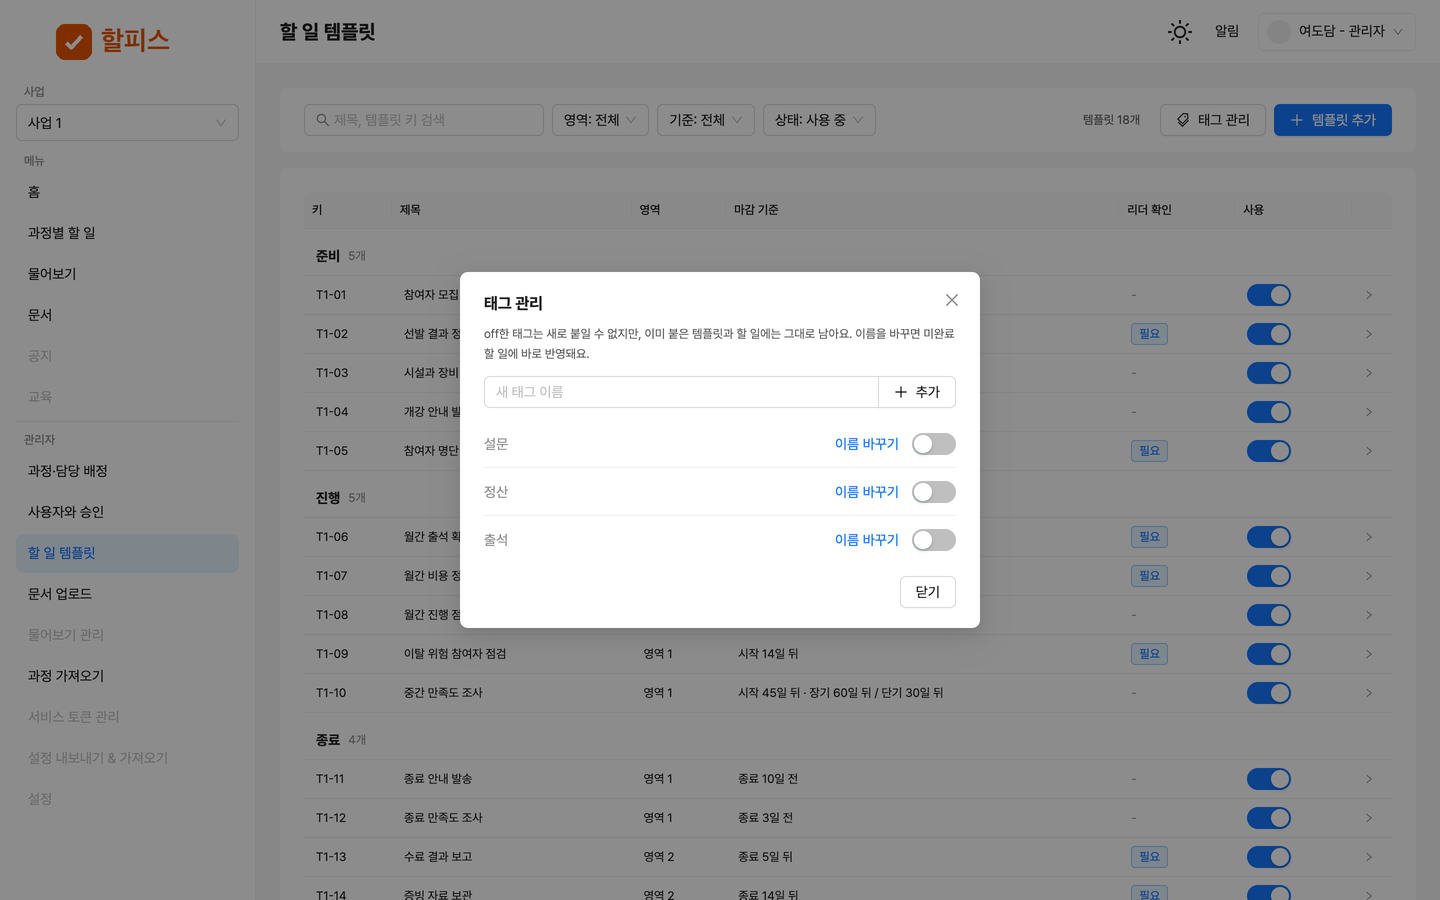 할피스
사업
사업 1
메뉴
홈
과정별 할 일
물어보기
문서
공지
교육
관리자
과정·담당 배정
사용자와 승인
할 일 템플릿
문서 업로드
물어보기 관리
과정 가져오기
서비스 토큰 관리
설정 내보내기 & 가져오기
설정
할 일 템플릿
알림
여도담 - 관리자
제목, 템플릿 키 검색
영역: 전체
기준: 전체
상태: 사용 중
템플릿 18개
태그 관리
템플릿 추가
키 제목 영역 마감 기준 리더 확인 사용
준비 5개
T1-01 참여자 모집 -
T1-02 선발 결과 필요
T1-03 시설과 장비 -
T1-04 개강 안내 -
T1-05 참여자 명단 필요
진행 5개
T1-06 월간 출석 필요
T1-07 월간 비용 필요
T1-08 월간 진행 -
T1-09 이탈 위험 참여자 점검 영역 1 시작 14일 뒤 필요
T1-10 중간 만족도 조사 영역 1 시작 45일 뒤 · 장기 60일 뒤 / 단기 30일 뒤 -
종료 4개
T1-11 종료 안내 발송 영역 1 종료 10일 전 -
T1-12 종료 만족도 조사 영역 1 종료 3일 전 -
T1-13 수료 결과 보고 영역 2 종료 5일 뒤 필요
T1-14 증빙 자료 보관 영역 2 종료 14일 뒤 필요
태그 관리
off한 태그는 새로 붙일 수 없지만, 이미 붙은 템플릿과 할 일에는 그대로 남아요. 이름을 바꾸면 미완료
할 일에 바로 반영돼요.
새 태그 이름
추가
설문 이름 바꾸기
정산 이름 바꾸기
출석 이름 바꾸기
닫기